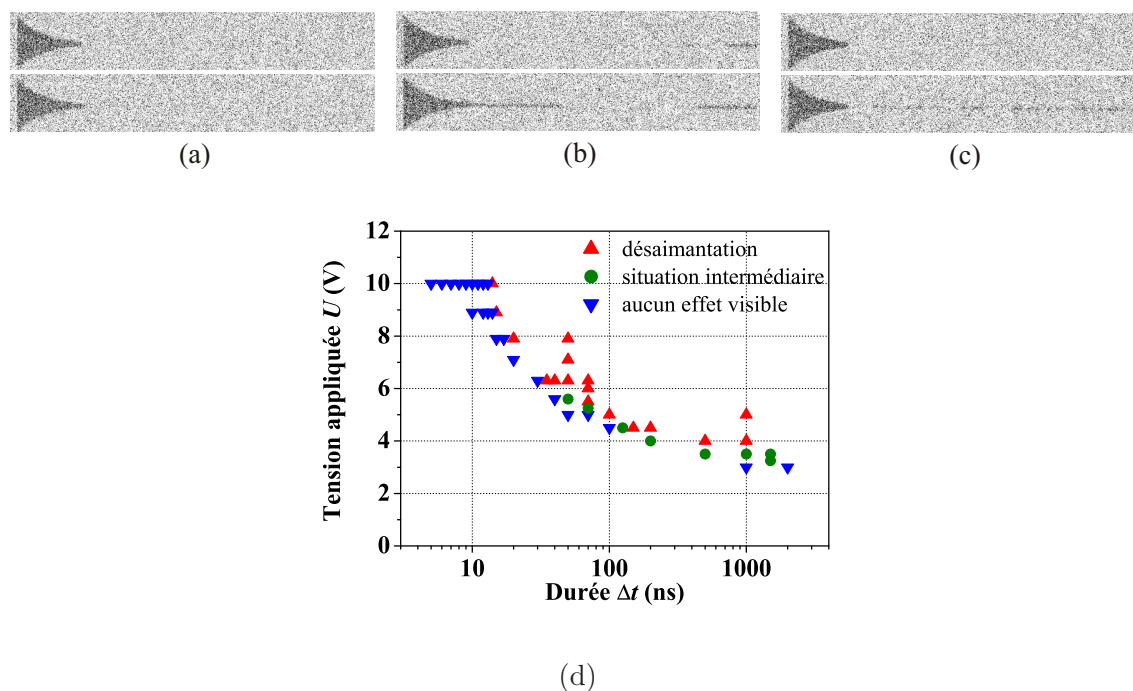 (a)
(b)
(c)
12
10
8
6
4
2
0
Tension appliquée U (V)
désaimantation
situation intermédiaire
aucun effet visible
10
100
1000
Durée Δt (ns)
(d)